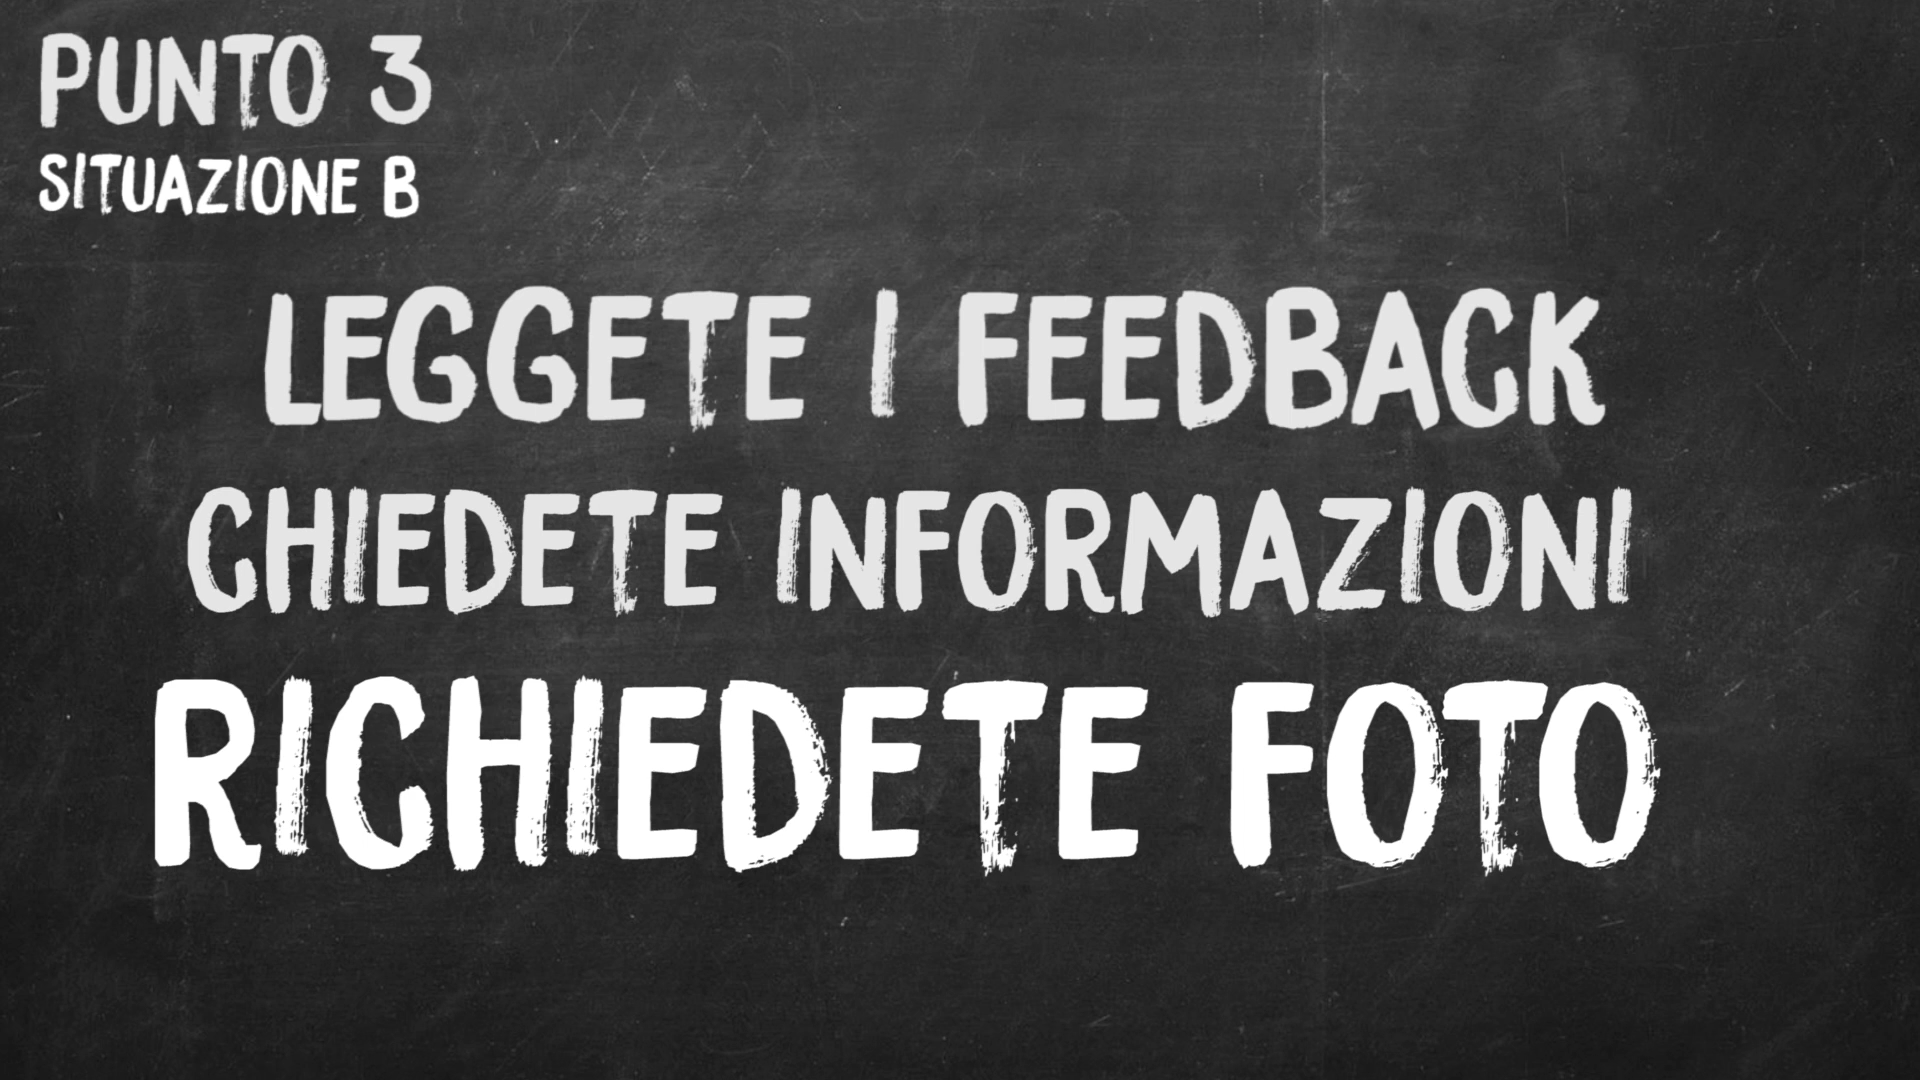 PUNTO 3
SITUAZIONE B
LEGGETE I FEEDBACK
CHIEDETE INFORMAZIONI
RICHIEDETE FOTO